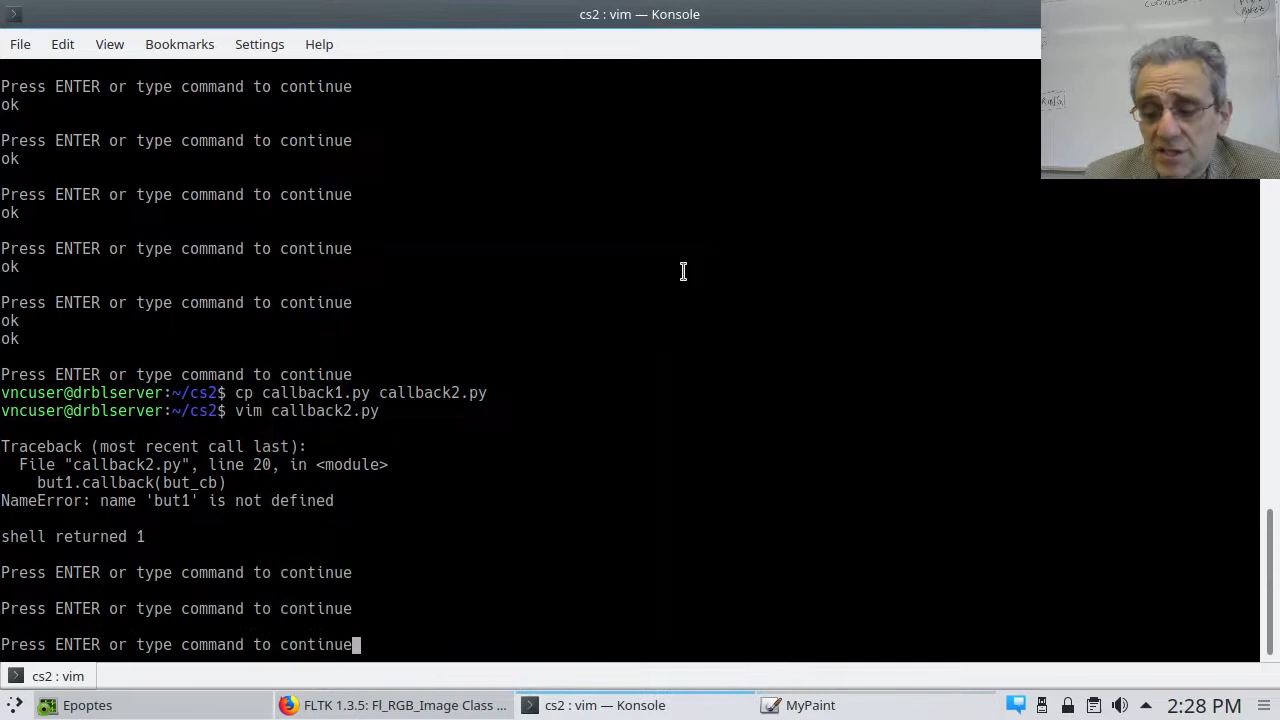 cs2 : vim — Konsole
File Edit View Bookmarks Settings Help
Press ENTER or type command to continue
ok
Press ENTER or type command to continue
ok
Press ENTER or type command to continue
ok
Press ENTER or type command to continue
ok
Press ENTER or type command to continue
ok
ok
Press ENTER or type command to continue
vncuser@drblserver:~/cs2$ cp callback1.py callback2.py
vncuser@drblserver:~/cs2$ vim callback2.py
Traceback (most recent call last):
File "callback2.py", line 20, in <module>
but1.callback(but_cb)
NameError: name 'but1' is not defined
shell returned 1
Press ENTER or type command to continue
Press ENTER or type command to continue
Press ENTER or type command to continue
cs2 : vim
Epoptes FLTK 1.3.5: Fl_RGB_Image Class ... cs2 : vim — Konsole MyPaint 2:28 PM